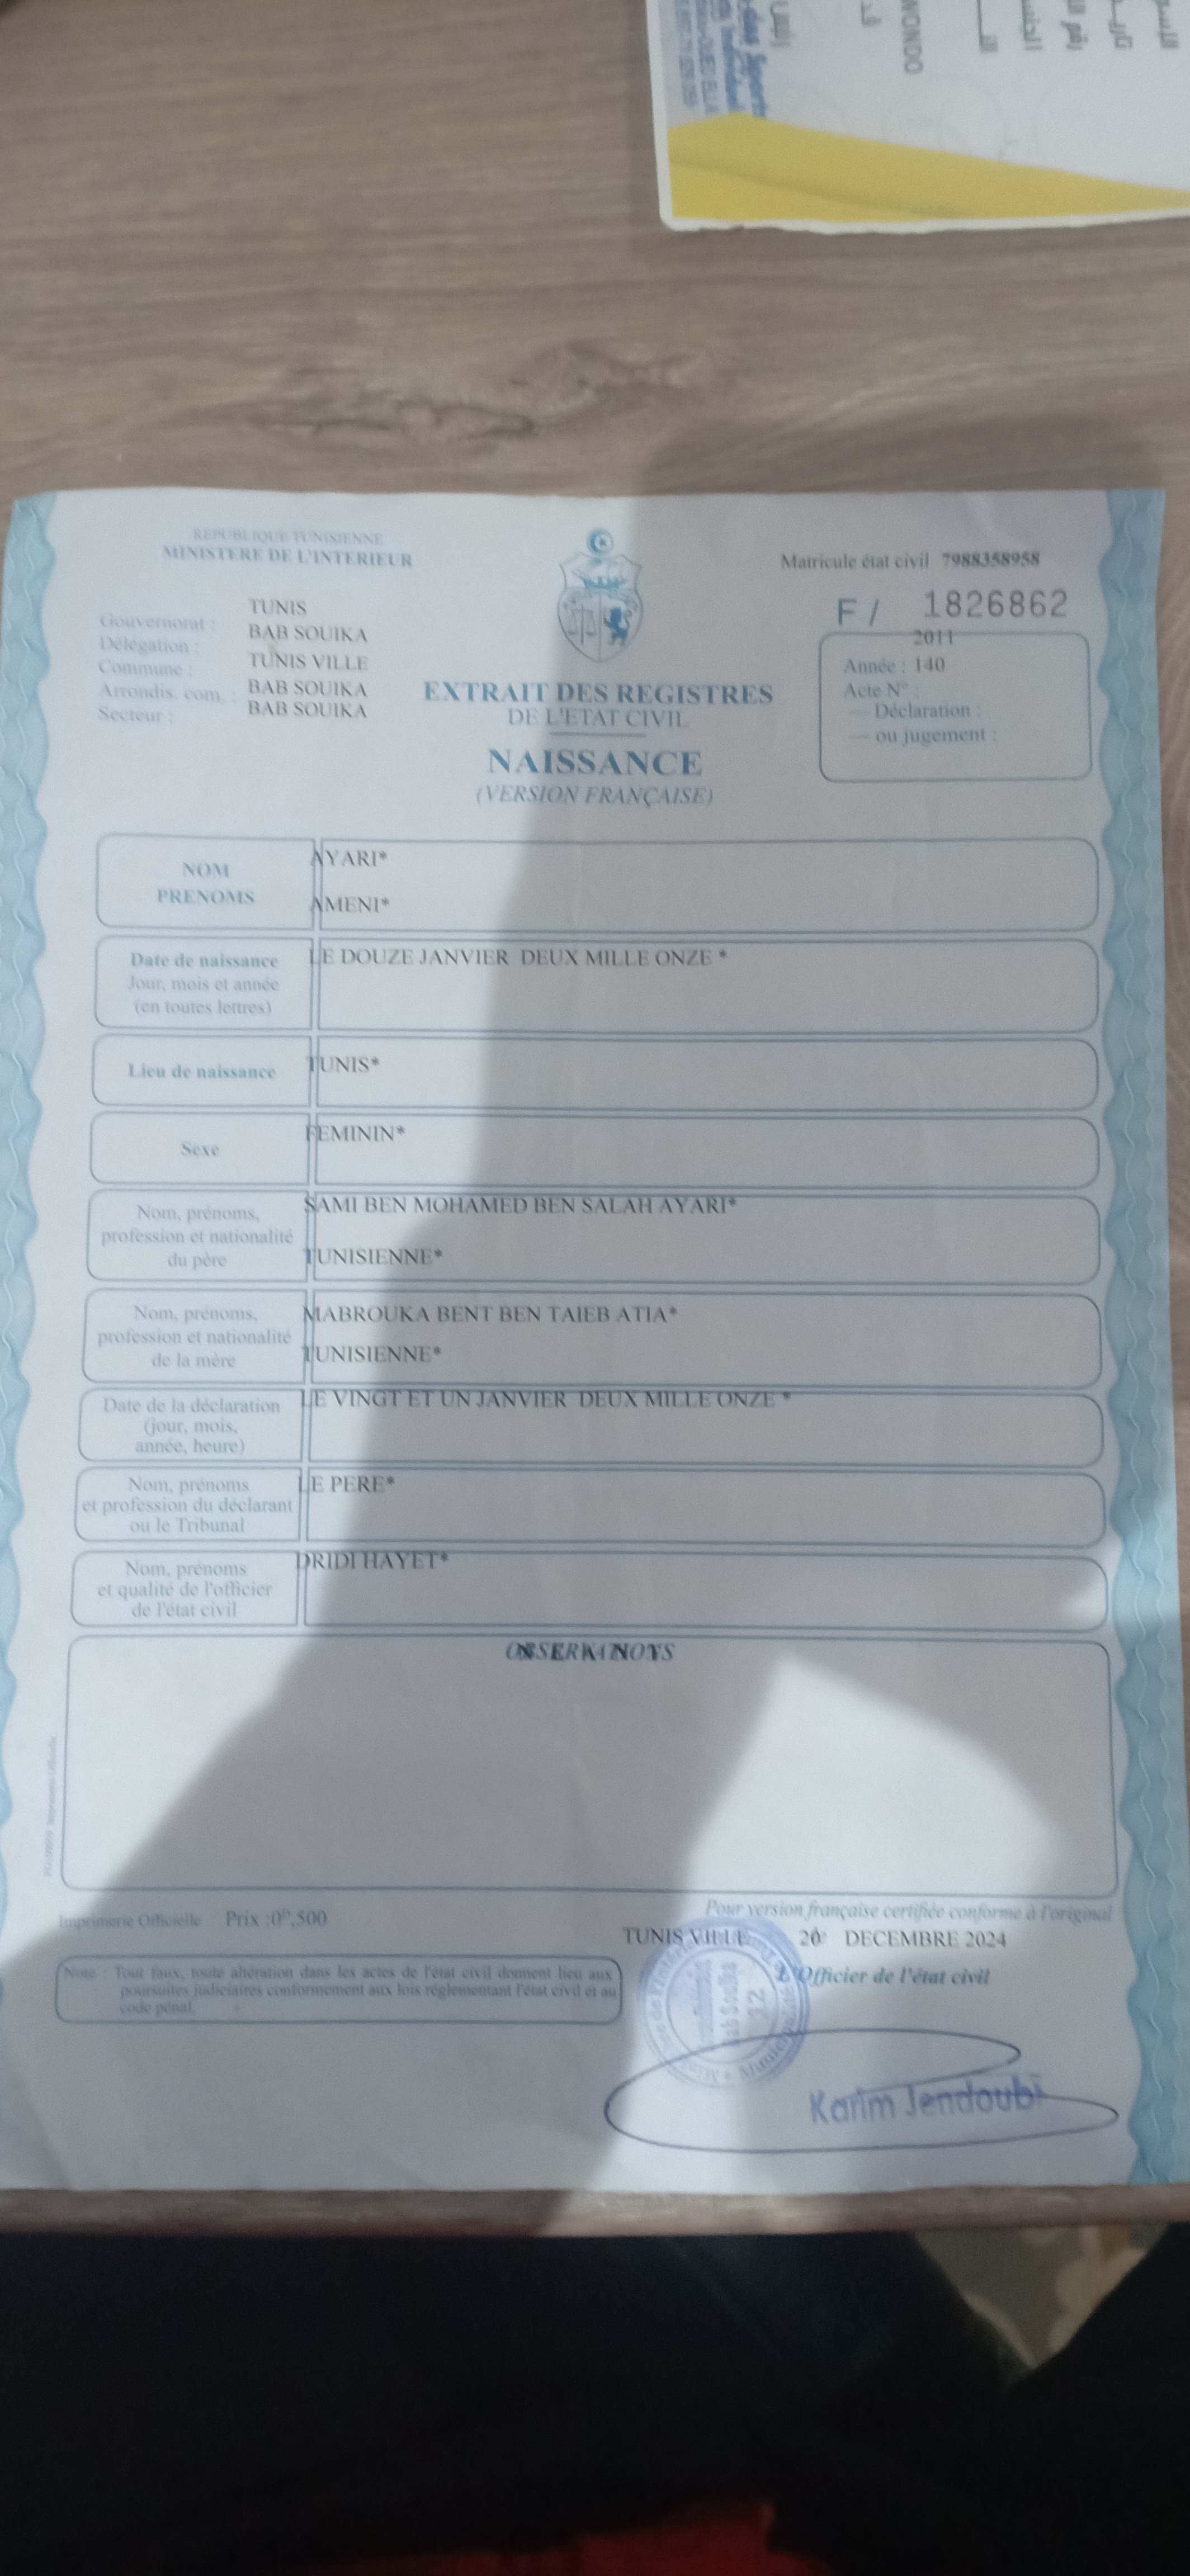 REPUBLIQUE TUNISIENNE
MINISTERE DE L'INTERIEUR
Matricule état civil 7988358958
F / 1826862
Gouvernorat : TUNIS
Délégation : BAB SOUIKA
Commune : TUNIS VILLE
Arrondis. com. : BAB SOUIKA
Secteur : BAB SOUIKA
2011
Année : 140
Acte N° :
— Déclaration :
— ou jugement :
EXTRAIT DES REGISTRES
DE L'ETAT CIVIL
NAISSANCE
(VERSION FRANÇAISE)
NOM AYARI*
PRENOMS AMENI*
Date de naissance LE DOUZE JANVIER DEUX MILLE ONZE *
Jour, mois et année
(en toutes lettres)
Lieu de naissance TUNIS*
Sexe FEMININ*
Nom, prénoms, SAMI BEN MOHAMED BEN SALAH AYARI*
profession et nationalité
du père TUNISIENNE*
Nom, prénoms, MABROUKA BENT BEN TAIEB ATIA*
profession et nationalité
de la mère TUNISIENNE*
Date de la déclaration LE VINGT ET UN JANVIER DEUX MILLE ONZE *
(jour, mois,
année, heure)
Nom, prénoms LE PERE*
et profession du déclarant
ou le Tribunal
Nom, prénoms DRIDI HAYET*
et qualité de l'officier
de l'état civil
OBSERVATIONS
Imprimerie Officielle Prix :0ᴰ,500
Pour version française certifiée conforme à l'original
TUNIS VILLE 20 DECEMBRE 2024
L'Officier de l'état civil
Note : Tout faux, toute altération dans les actes de l'état civil donnent lieu aux
poursuites judiciaires conformement aux lois réglementant l'état civil et au
code pénal.
Bab Souika
12
Karim Jendoubi